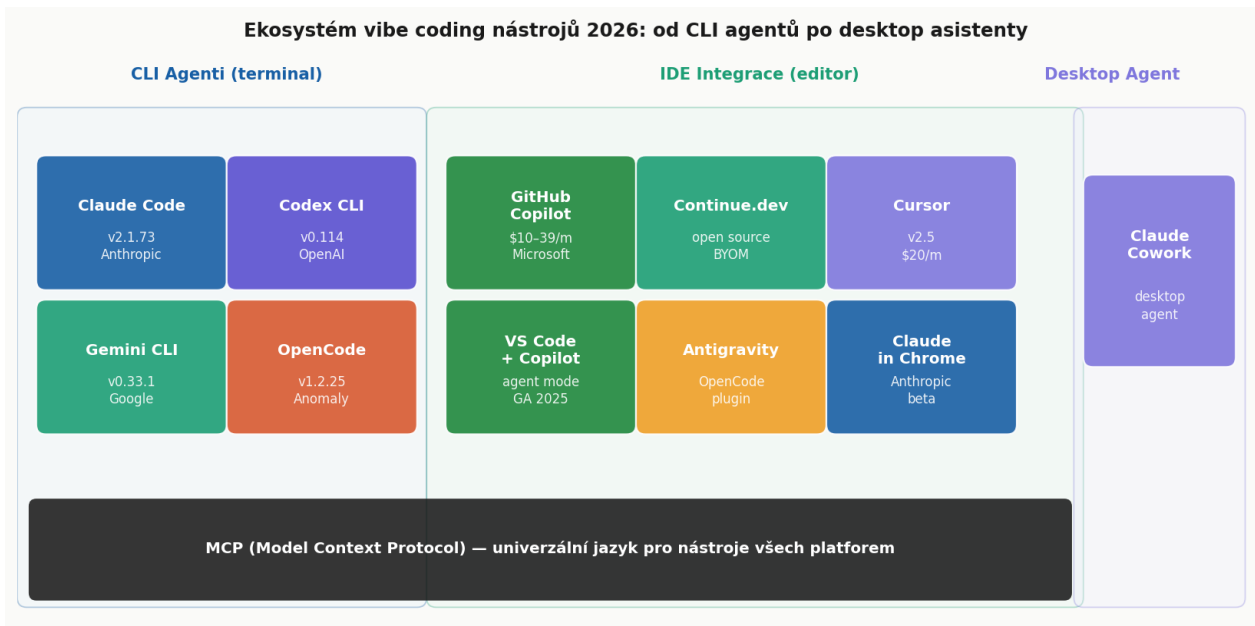 Ekosystém vibe coding nástrojů 2026: od CLI agentů po desktop asistenty
CLI Agenti (terminal)
IDE Integrace (editor)
Desktop Agent
Claude Code
v2.1.73
Anthropic
Codex CLI
v0.114
OpenAI
GitHub
Copilot
$10–39/m
Microsoft
Continue.dev
open source
BYOM
Cursor
v2.5
$20/m
Claude
Cowork
desktop
agent
Gemini CLI
v0.33.1
Google
OpenCode
v1.2.25
Anomaly
VS Code
+ Copilot
agent mode
GA 2025
Antigravity
OpenCode
plugin
Claude
in Chrome
Anthropic
beta
MCP (Model Context Protocol) — univerzální jazyk pro nástroje všech platforem